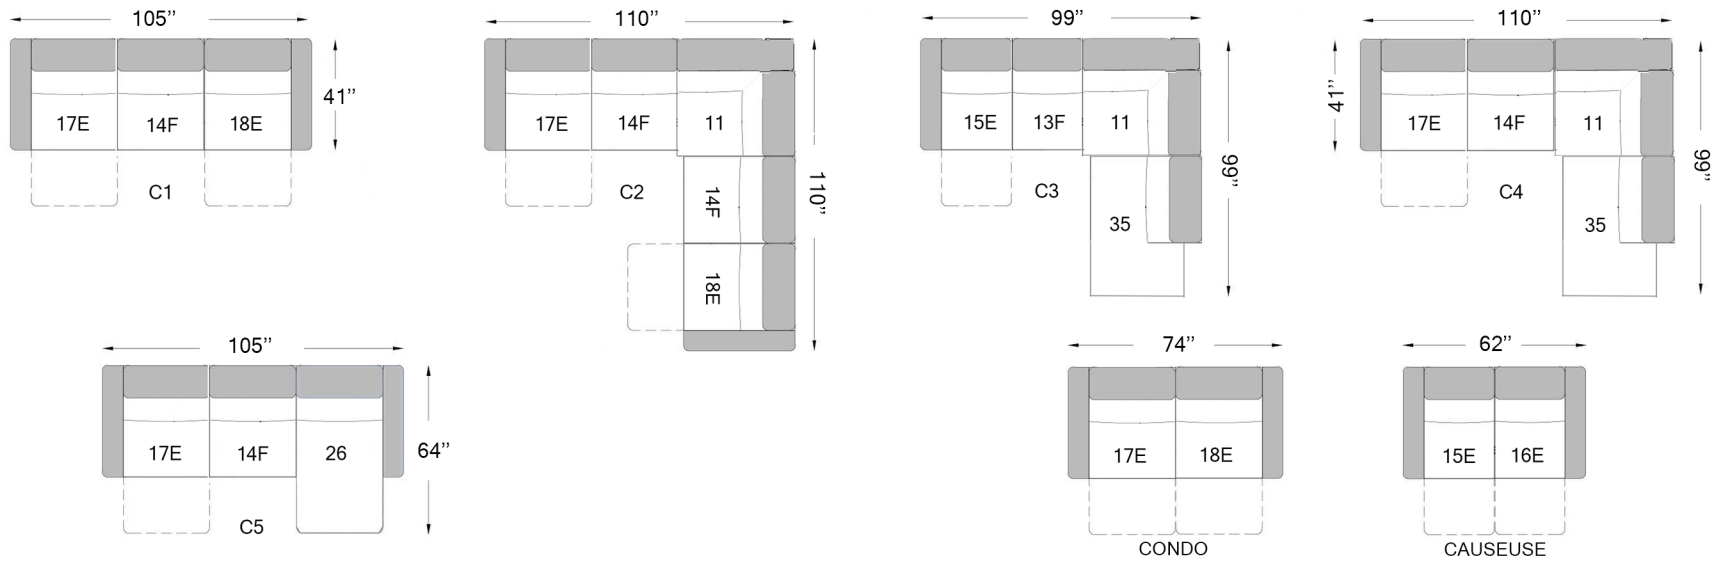 105’’
17E 14F 18E
41’’
C1
110’’
17E 14F 11
14F
18E
110’’
C2
99’’
15E 13F 11
35
99’’
C3
110’’
41’’
17E 14F 11
35
99’’
C4
105’’
17E 14F 26
64’’
C5
74’’
17E 18E
CONDO
62’’
15E 16E
CAUSEUSE